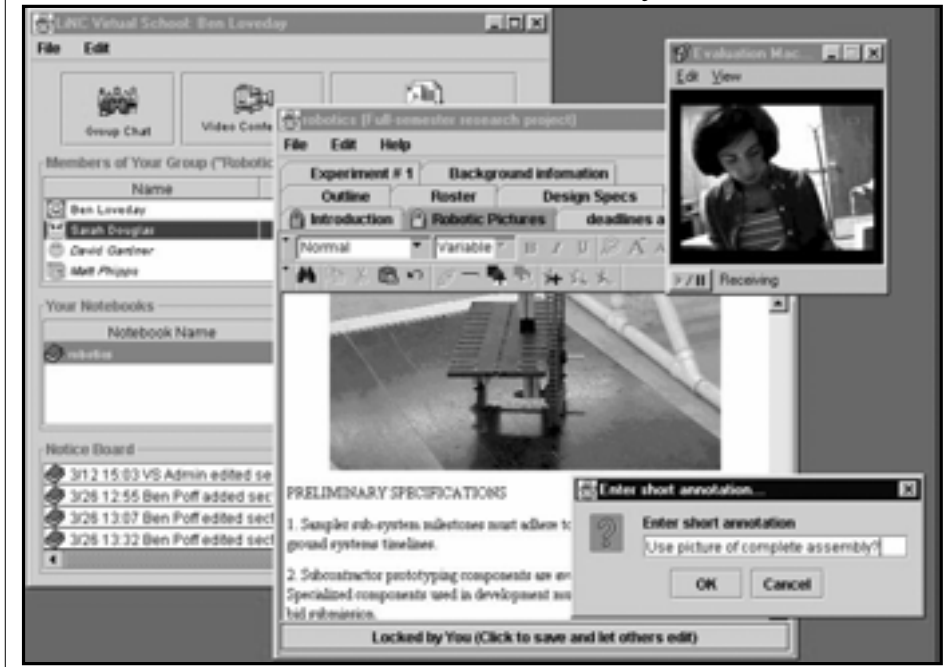 LiNC Virtual School: Ben Loveday
File Edit
Group Chat
Video Confe
Members of Your Group ("Robotic
Name
Ben Loveday
Sarah Douglas
David Gardner
Matt Phipps
Your Notebooks
Notebook Name
robotics
Notice Board
3/12 15:03 VS Admin edited se
3/26 12:55 Ben Poff added sec
3/26 13:07 Ben Poff edited sect
3/26 13:32 Ben Poff edited sect
robotics (Full-semester research project)
File Edit Help
Experiment # 1 Background infomation
Outline Roster Design Specs
Introduction Robotic Pictures deadlines a
Normal Variable B I U A A
PRELIMINARY SPECIFICATIONS
1. Sampler sub-system milestones must adhere to
ground systems timelines.
2. Subcontractor prototyping components are
Specialized components used in development
bid submission.
Locked by You (Click to save and let others edit)
Evaluation Mac...
Edit View
Receiving
Enter short annotation...
Enter short annotation
Use picture of complete assembly?
OK Cancel